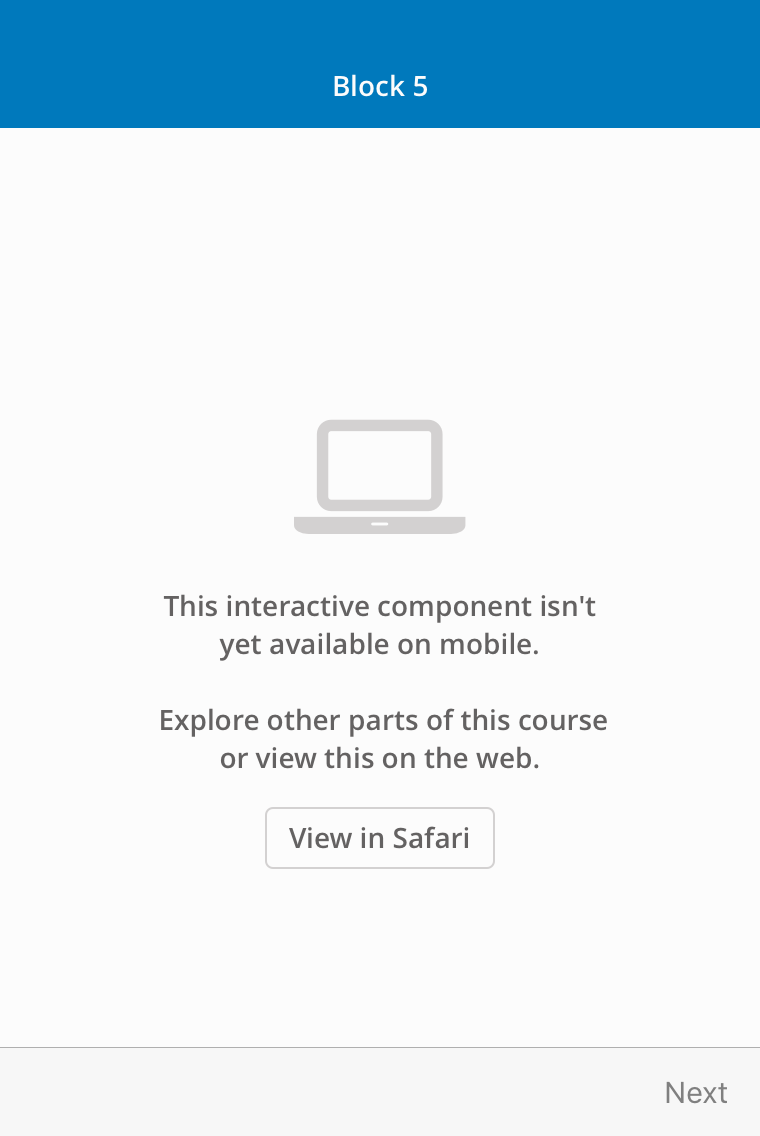 Block 5
This interactive component isn't
yet available on mobile.
Explore other parts of this course
or view this on the web.
View in Safari
Next